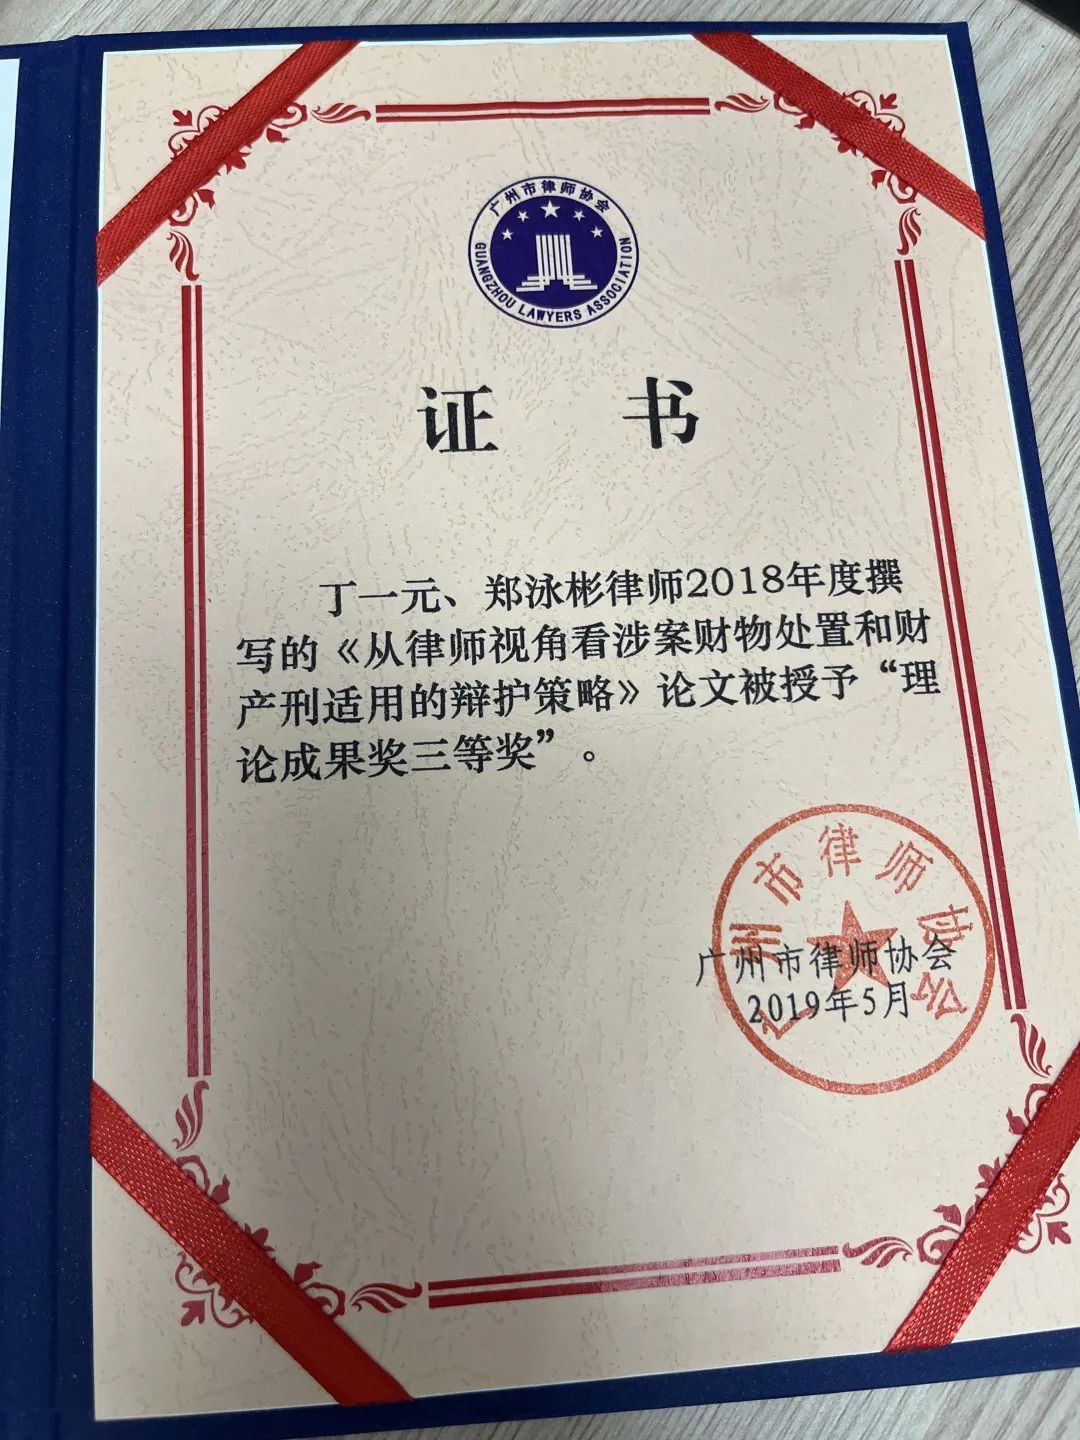 广州市律师协会
GUANGZHOU LAWYERS ASSOCIATION
证 书
丁一元、郑泳彬律师2018年度撰
写的《从律师视角看涉案财物处置和财
产刑适用的辩护策略》论文被授予“理
论成果奖三等奖”。
广州市律师协会
广州市律师协会
2019年5月